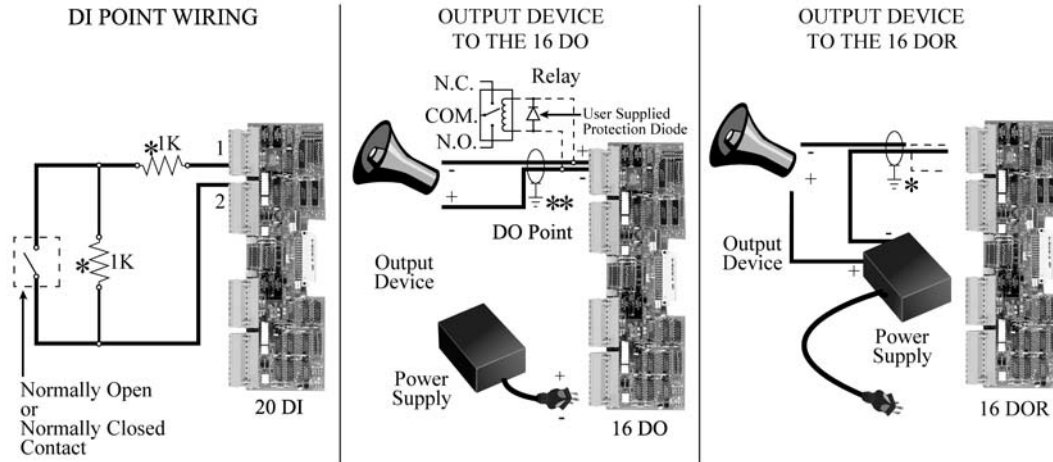 DI POINT WIRING
*1K
1
2
*
1K
Normally Open
or
Normally Closed
Contact
20 DI
OUTPUT DEVICE
TO THE 16 DO
N.C.
Relay
COM.
User Supplied
Protection Diode
N.O.
+
-
-
+
**
DO Point
Output
Device
Power
Supply
+
-
16 DO
OUTPUT DEVICE
TO THE 16 DOR
-
+
*
Output
Device
-
+
Power
Supply
16 DOR